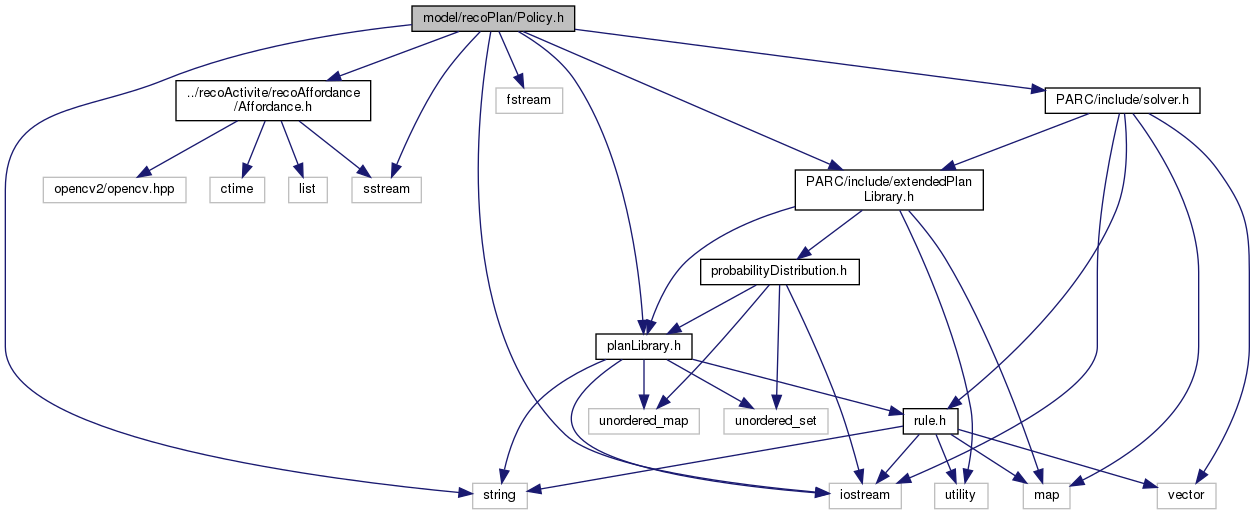 model/recoPlan/Policy.h
../recoActivite/recoAffordance
/Affordance.h
fstream
PARC/include/solver.h
opencv2/opencv.hpp
ctime
list
sstream
PARC/include/extendedPlan
Library.h
probabilityDistribution.h
planLibrary.h
unordered_map
unordered_set
rule.h
string
iostream
utility
map
vector